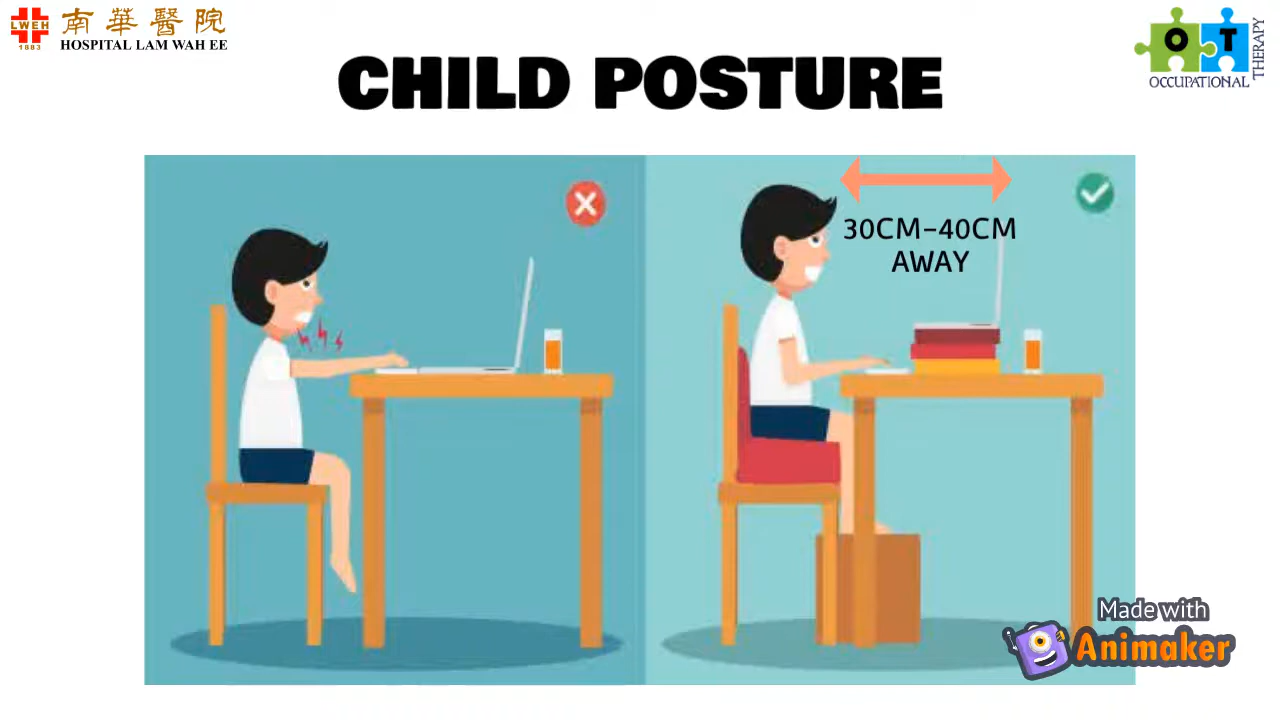 LWEH
1883
南華醫院
HOSPITAL LAM WAH EE
OT
OCCUPATIONAL
THERAPY
CHILD POSTURE
30CM-40CM
AWAY
Made with
Animaker